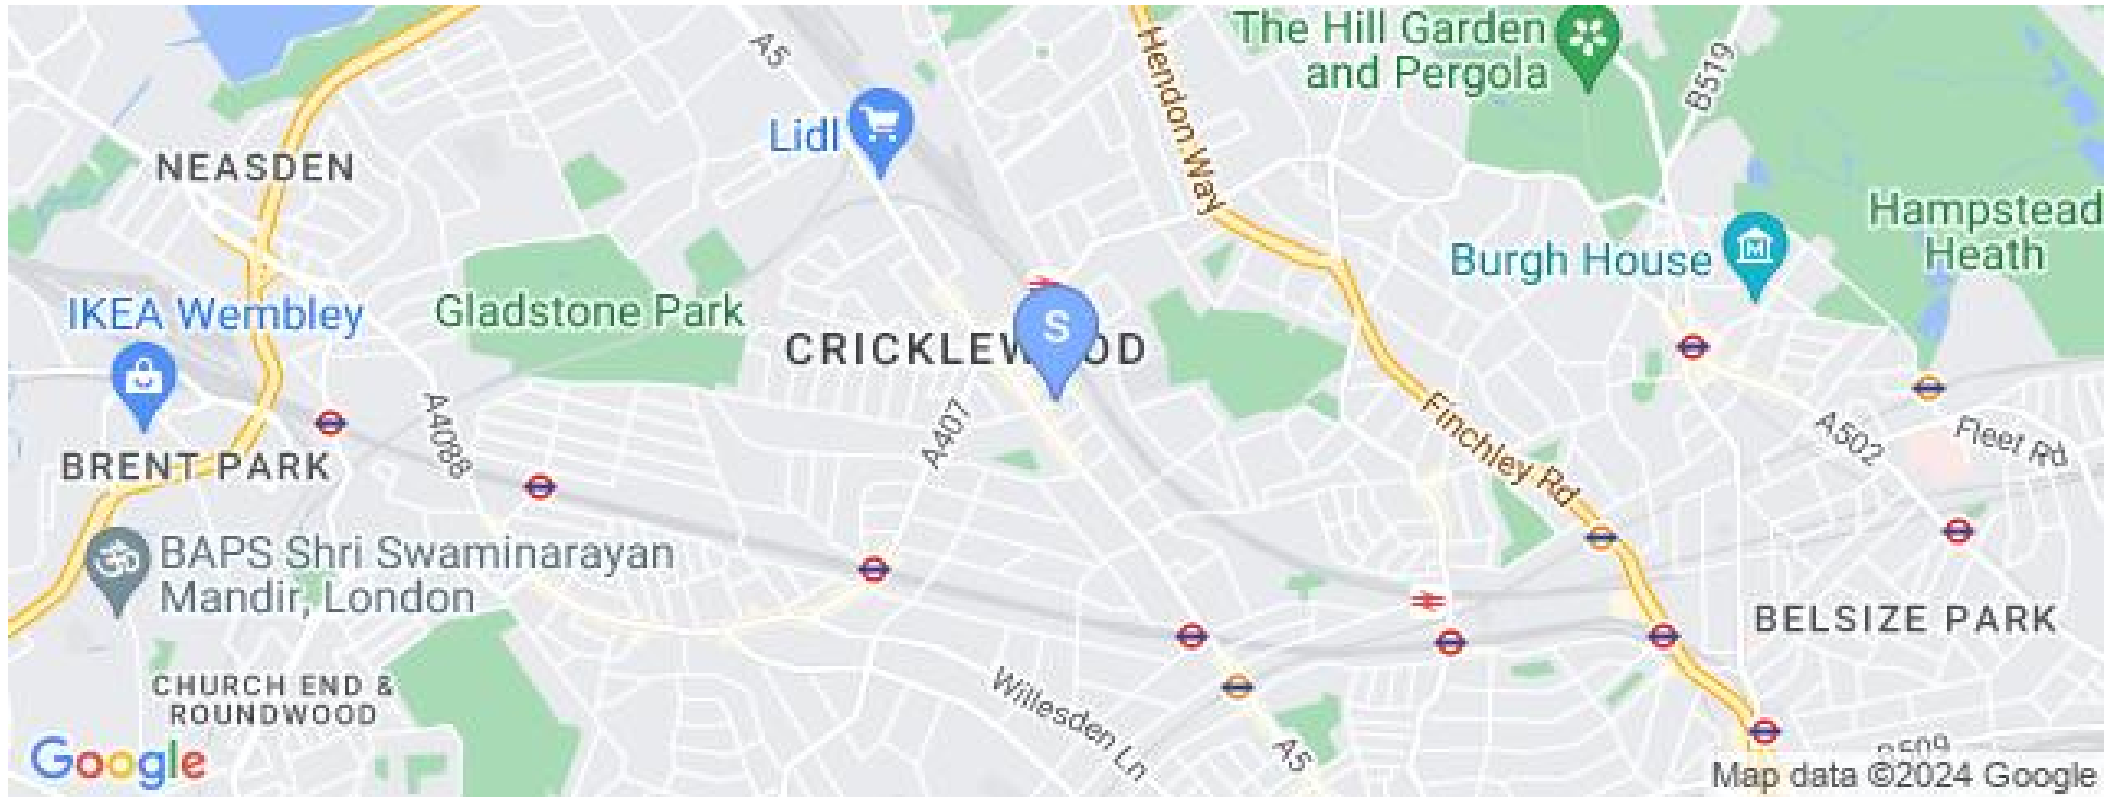 A5
The Hill Garden
and Pergola
B519
Hendon Way
Lidl
NEASDEN
Hampstead
Heath
Burgh House
IKEA Wembley
Gladstone Park
S
CRICKLEWOOD
A4088
A407
Finchley Rd
A502
Fleet Rd
BRENT PARK
BAPS Shri Swaminarayan
Mandir, London
BELSIZE PARK
CHURCH END &
ROUNDWOOD
Willesden Ln
A5
B509
Google
Map data ©2024 Google